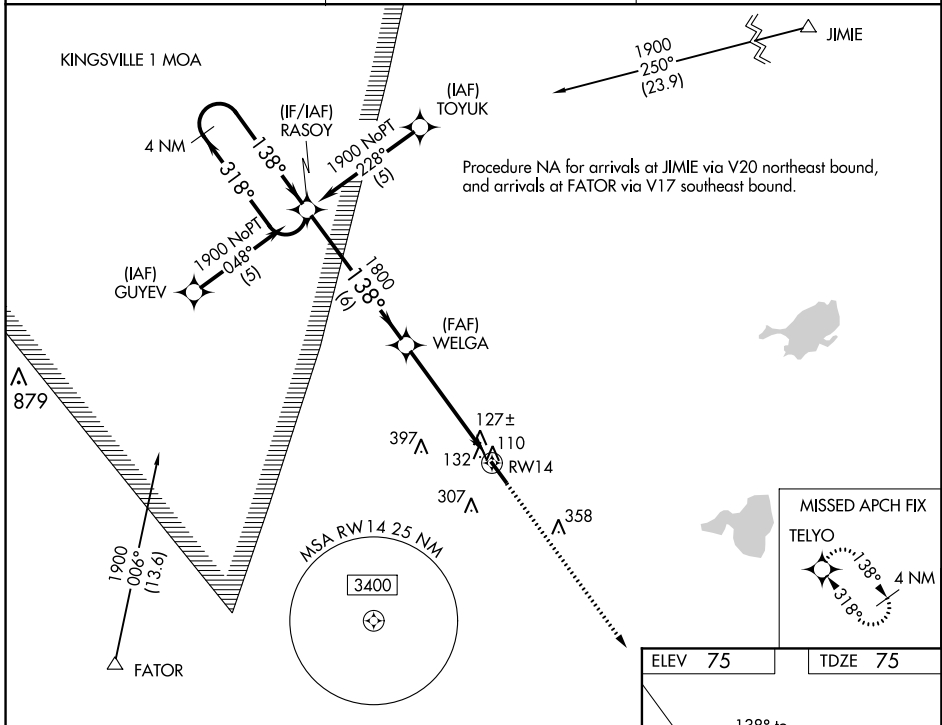 KINGSVILLE 1 MOA
JIMIE
1900
250°
(23.9)
(IAF)
TOYUK
(IF/IAF)
RASOY
4 NM
138°
318°
1900 NoPT
228°
(5)
Procedure NA for arrivals at JIMIE via V20 northeast bound,
and arrivals at FATOR via V17 southeast bound.
1900 NoPT
048°
(5)
(IAF)
GUYEV
1800
138°
(6)
(FAF)
WELGA
879
127±
397
132
110
RW14
307
358
MSA RW14 25 NM
3400
1900
006°
(13.6)
FATOR
MISSED APCH FIX
TELYO
138°
318°
4 NM
ELEV 75
TDZE 75
138° to